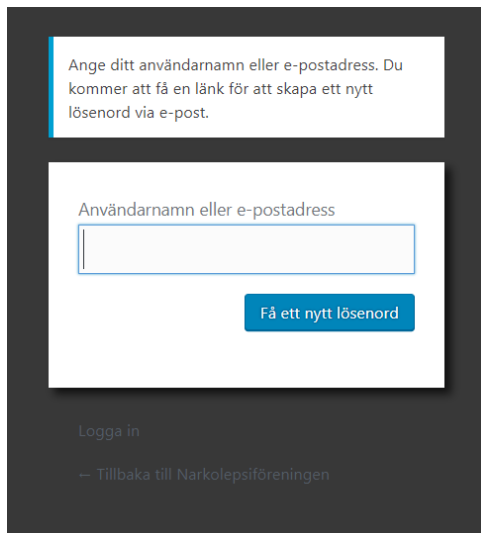 Ange ditt användarnamn eller e-postadress. Du
kommer att få en länk för att skapa ett nytt
lösenord via e-post.
Användarnamn eller e-postadress
Få ett nytt lösenord
Logga in
← Tillbaka till Narkolepsiföreningen